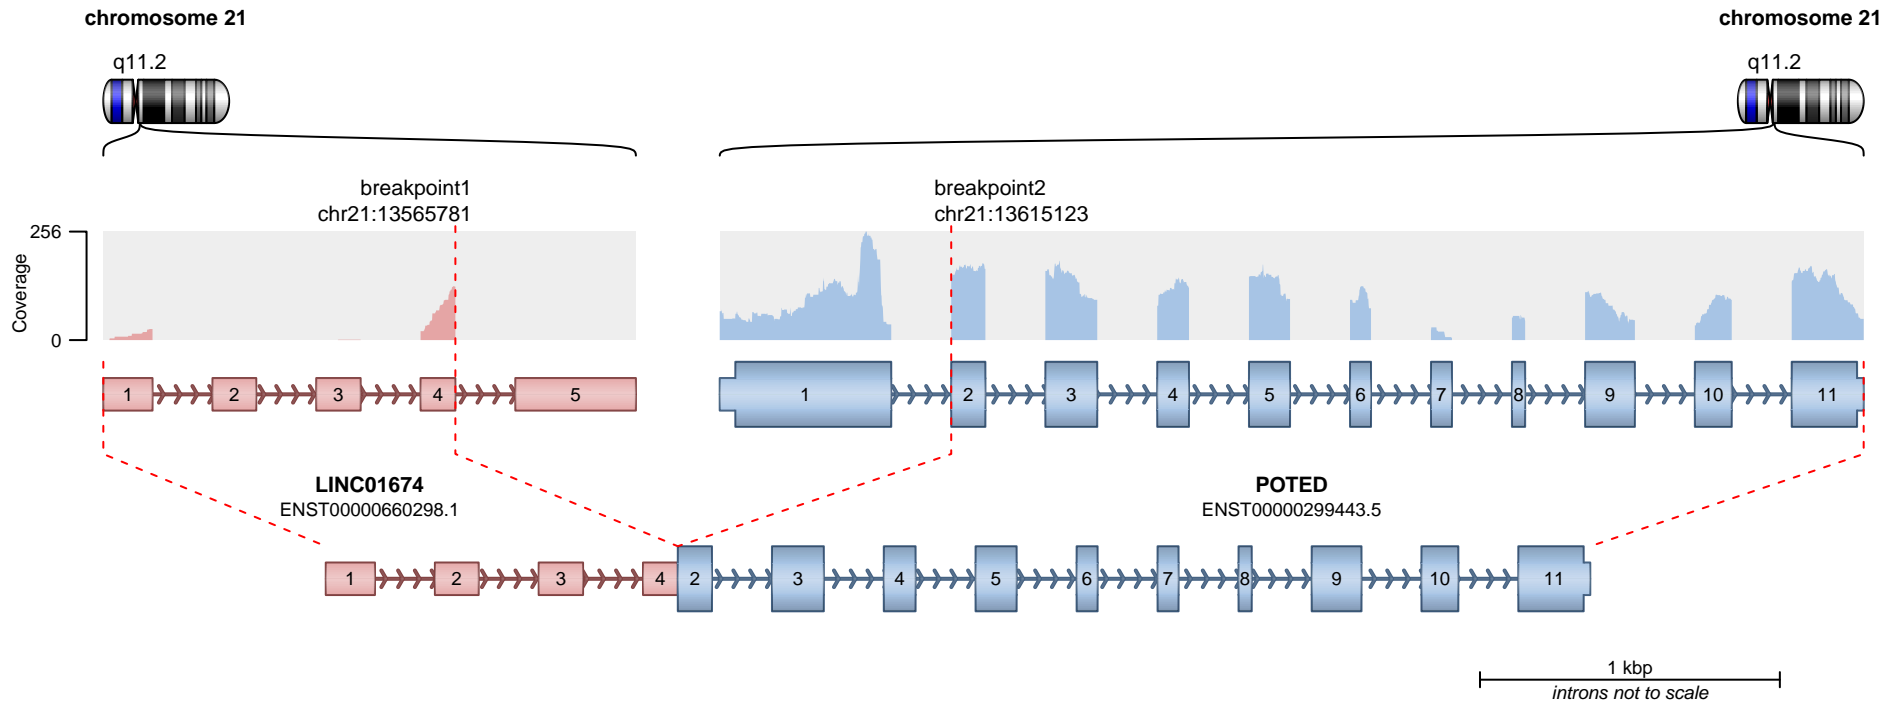 chromosome 21
chromosome 21
q11.2
q11.2
breakpoint1
chr21:13565781
breakpoint2
chr21:13615123
256
Coverage
0
1 2 3 4 5
1 2 3 4 5 6 7 8 9 10 11
LINC01674
ENST00000660298.1
POTED
ENST00000299443.5
1 2 3 4 2 3 4 5 6 7 8 9 10 11
1 kbp
introns not to scale